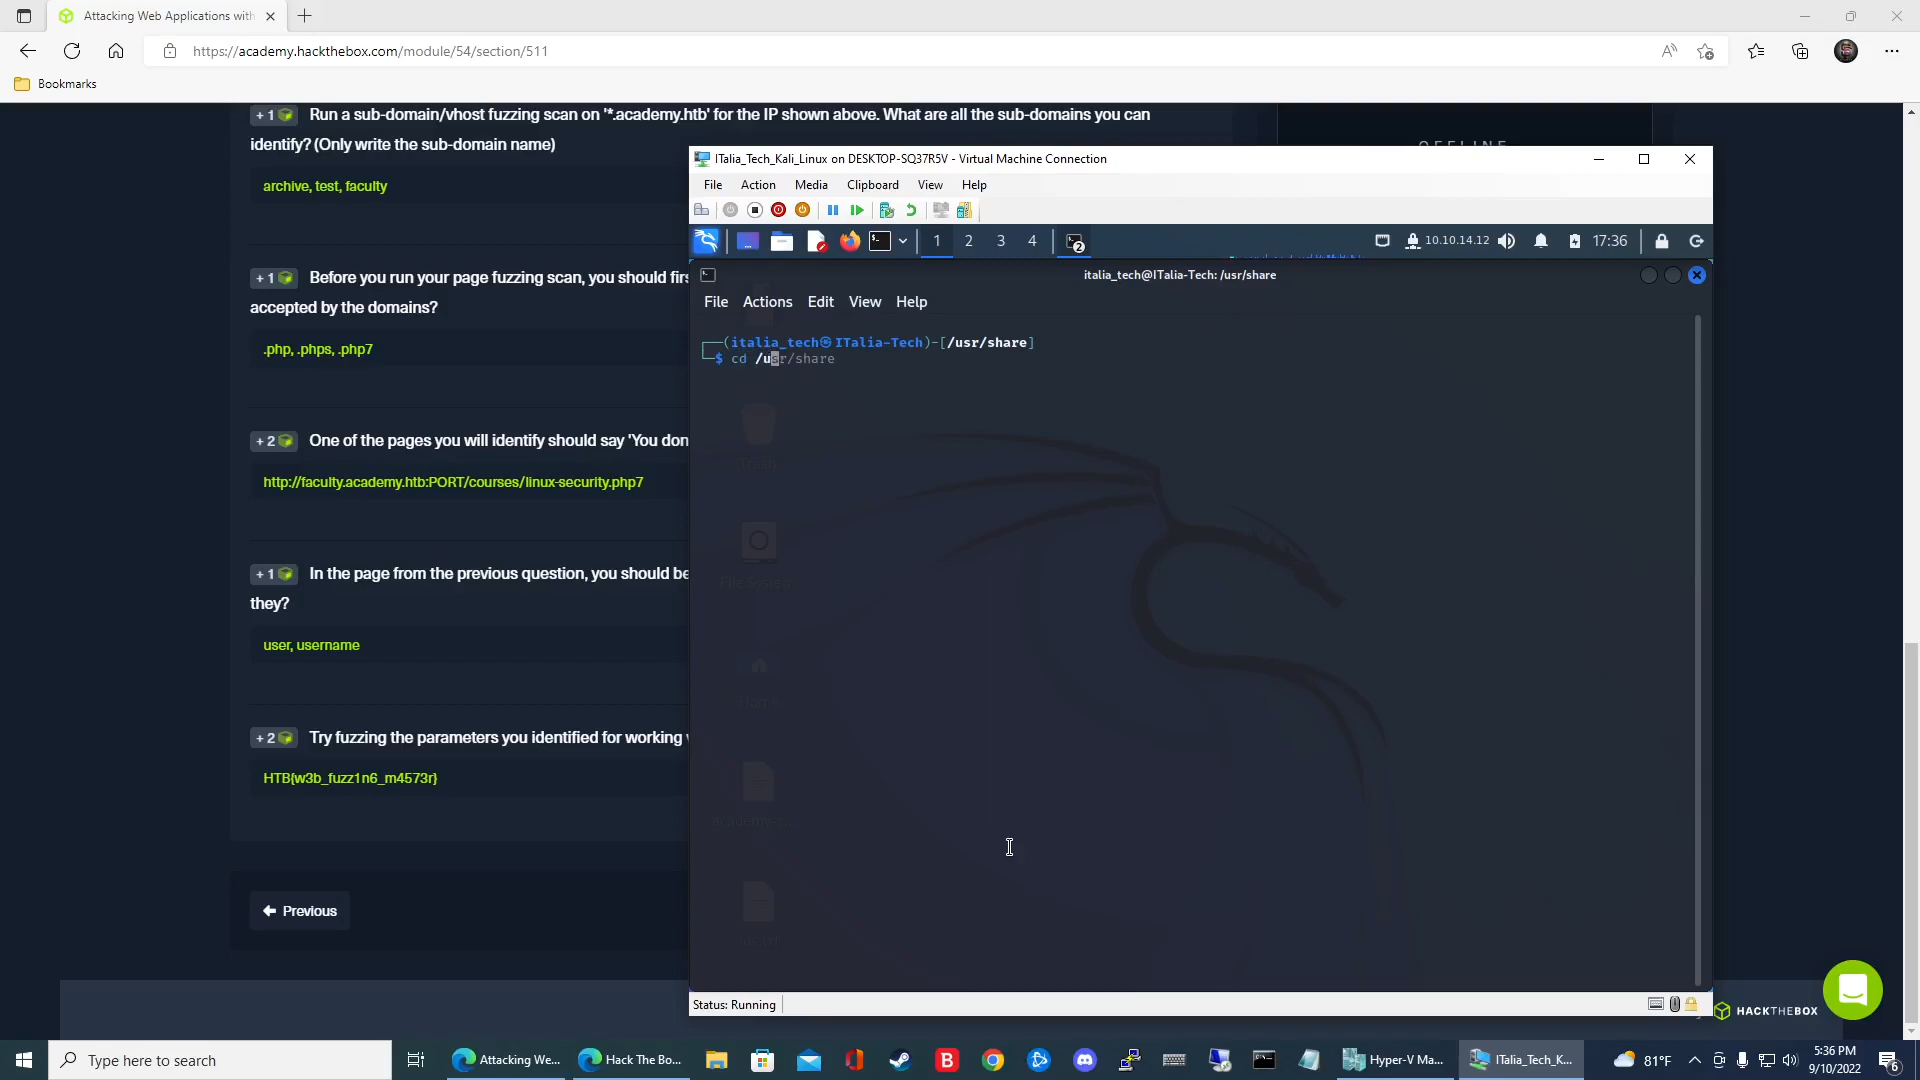 Attacking Web Applications with
https://academy.hackthebox.com/module/54/section/511
Bookmarks
+ 1 Run a sub-domain/vhost fuzzing scan on '*.academy.htb' for the IP shown above. What are all the sub-domains you can
identify? (Only write the sub-domain name)
archive, test, faculty
+ 1 Before you run your page fuzzing scan, you should firs
accepted by the domains?
.php, .phps, .php7
+ 2 One of the pages you will identify should say 'You don
http://faculty.academy.htb:PORT/courses/linux-security.php7
+ 1 In the page from the previous question, you should be
they?
user, username
+ 2 Try fuzzing the parameters you identified for working
HTB{w3b_fuzz1n6_m4573r}
Previous
OFFLINE
ITalia_Tech_Kali_Linux on DESKTOP-SQ37R5V - Virtual Machine Connection
File Action Media Clipboard View Help
1 2 3 4 2 10.10.14.12 17:36
italia_tech@ITalia-Tech: /usr/share
File Actions Edit View Help
(italia_tech㉿ITalia-Tech)-[/usr/share]
$ cd /usr/share
Trash
File System
Home
Status: Running
HACKTHEBOX
Type here to search
Attacking We...
Hack The Bo...
Hyper-V Ma...
ITalia_Tech_K...
81°F
5:36 PM
9/10/2022
6